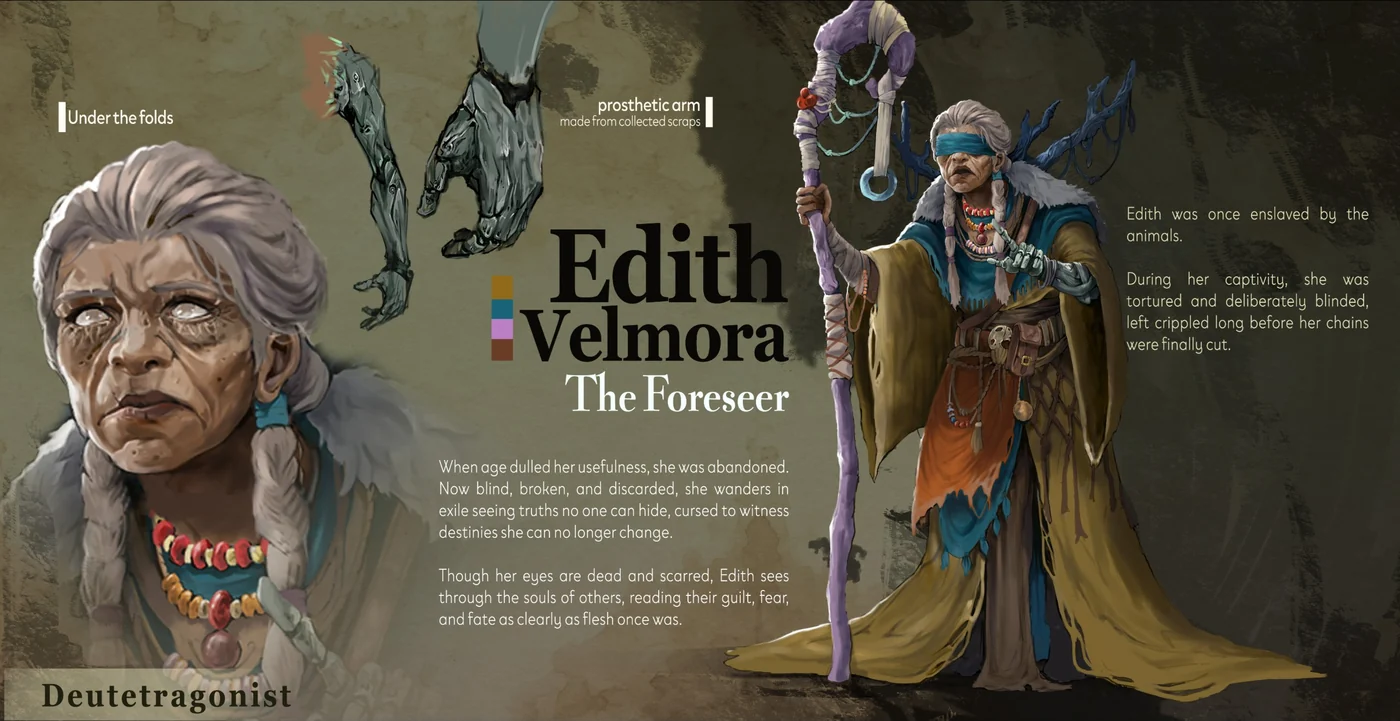 Under the folds
prosthetic arm
made from collected scraps
Edith
Velmora
The Foreseer
When age dulled her usefulness, she was abandoned.
Now blind, broken, and discarded, she wanders in
exile seeing truths no one can hide, cursed to witness
destinies she can no longer change.
Though her eyes are dead and scarred, Edith sees
through the souls of others, reading their guilt, fear,
and fate as clearly as flesh once was.
Edith was once enslaved by the
animals.
During her captivity, she was
tortured and deliberately blinded,
left crippled long before her chains
were finally cut.
Deutetragonist